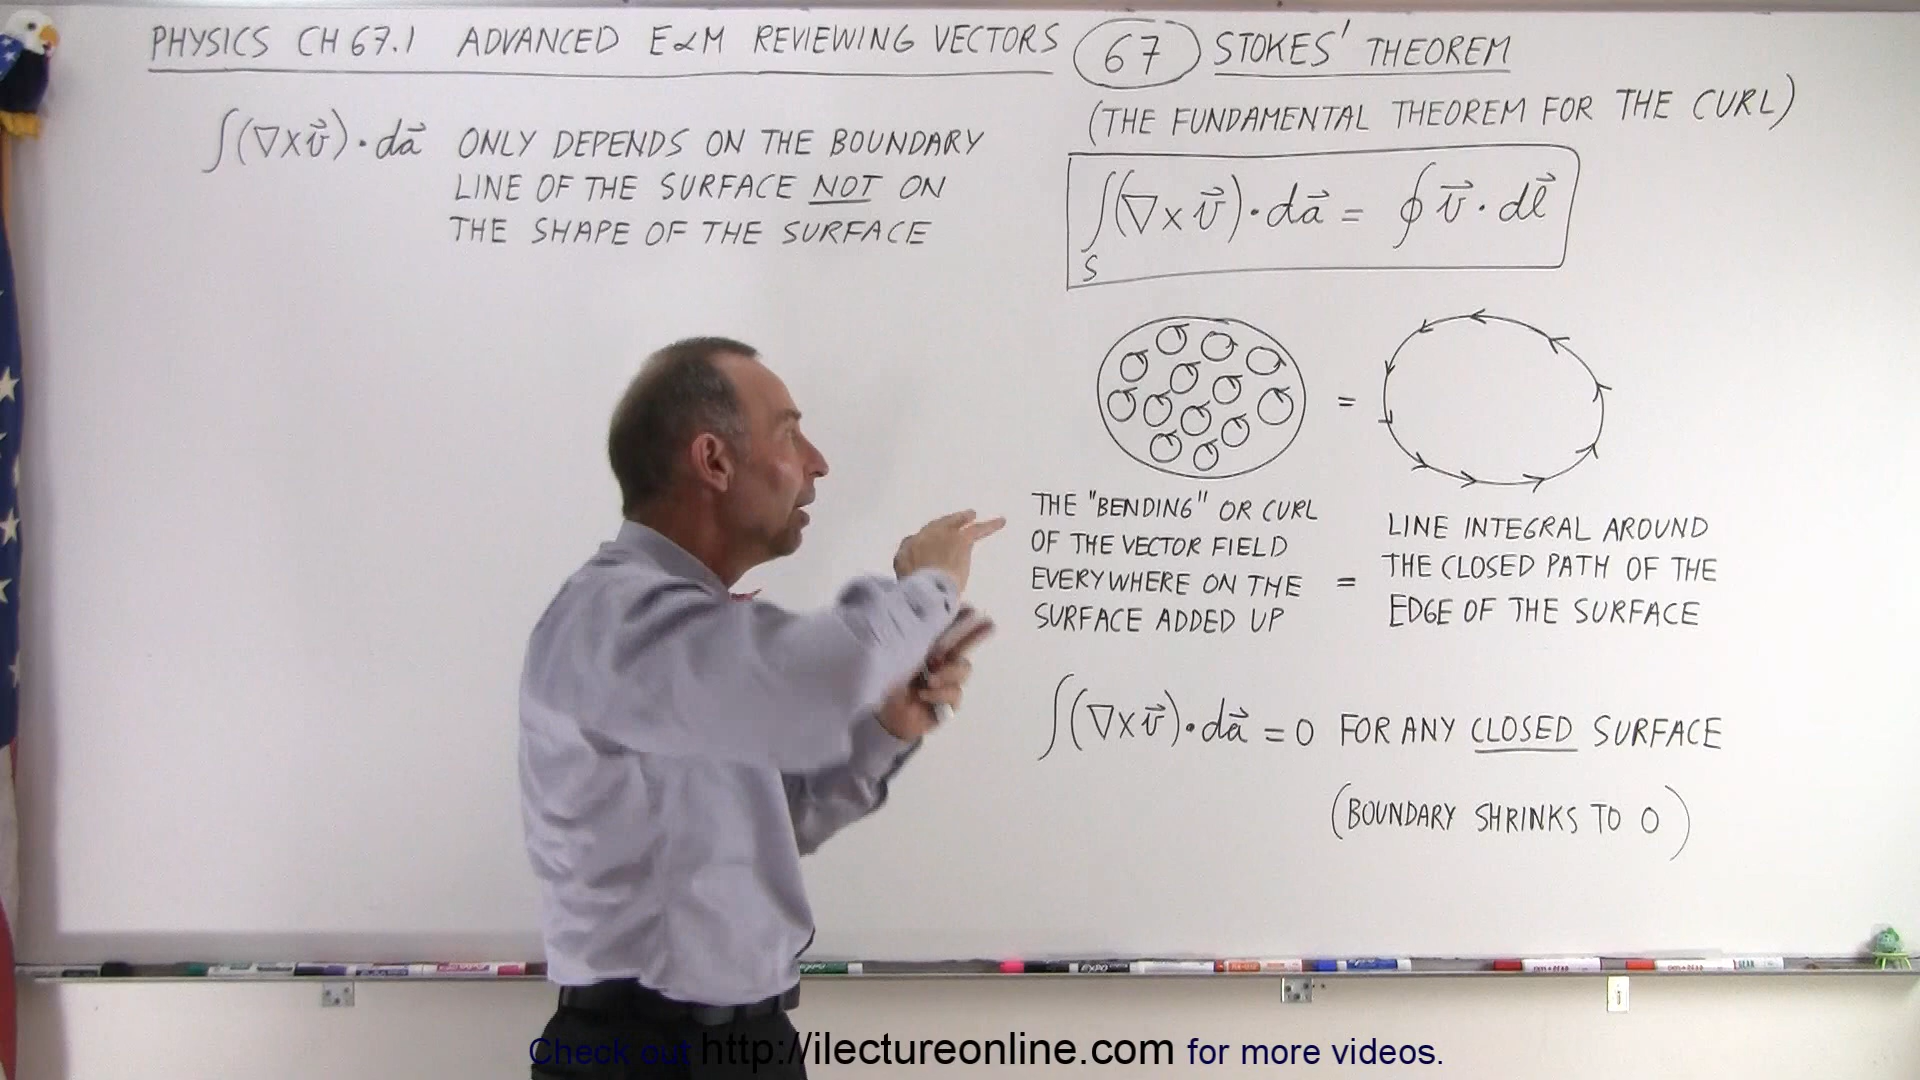 PHYSICS CH 67.1 ADVANCED E&M REVIEWING VECTORS 67 STOKES' THEOREM
(THE FUNDAMENTAL THEOREM FOR THE CURL)
∫(∇×v⃗)·da⃗ ONLY DEPENDS ON THE BOUNDARY
LINE OF THE SURFACE NOT ON
THE SHAPE OF THE SURFACE
∫(∇×v⃗)·da⃗ = ∮v⃗·dl⃗
S
=
THE "BENDING" OR CURL
OF THE VECTOR FIELD
EVERYWHERE ON THE
SURFACE ADDED UP
=
LINE INTEGRAL AROUND
THE CLOSED PATH OF THE
EDGE OF THE SURFACE
∫(∇×v⃗)·da⃗ = 0 FOR ANY CLOSED SURFACE
(BOUNDARY SHRINKS TO 0)
EXPO
Check out http://ilectureonline.com for more videos.